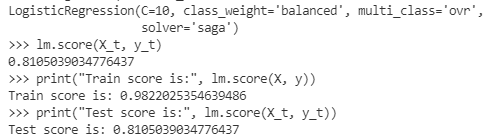 LogisticRegression(C=10, class_weight='balanced', multi_class='ovr',
solver='saga')
>>> lm.score(X_t, y_t)
0.8105039034776437
>>> print("Train score is:", lm.score(X, y))
Train score is: 0.9822025354639486
>>> print("Test score is:", lm.score(X_t, y_t))
Test score is: 0.8105039034776437